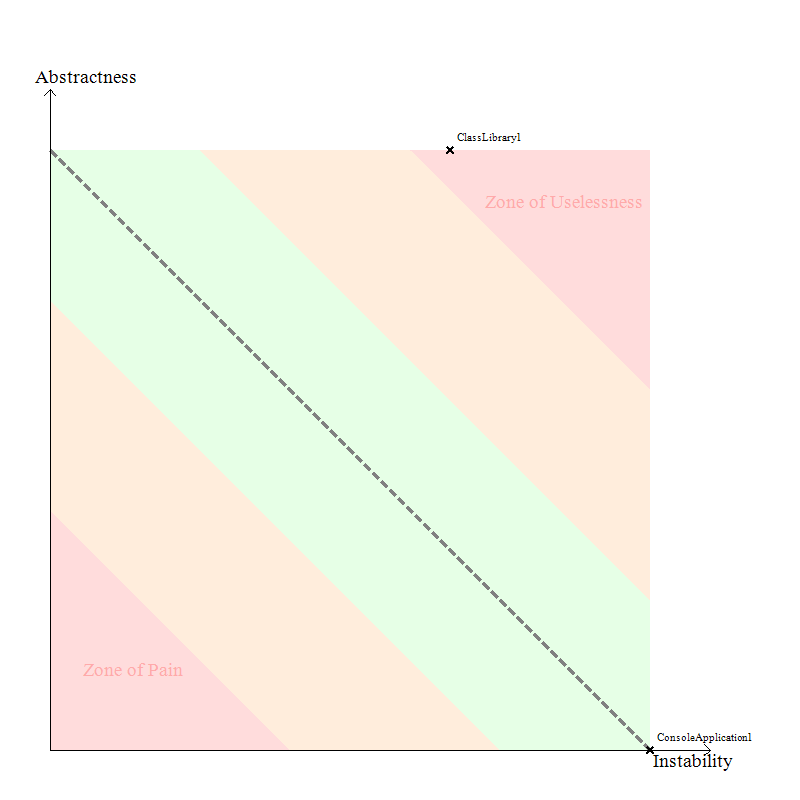 Abstractness
ClassLibrary1
Zone of Uselessness
Zone of Pain
ConsoleApplication1
Instability